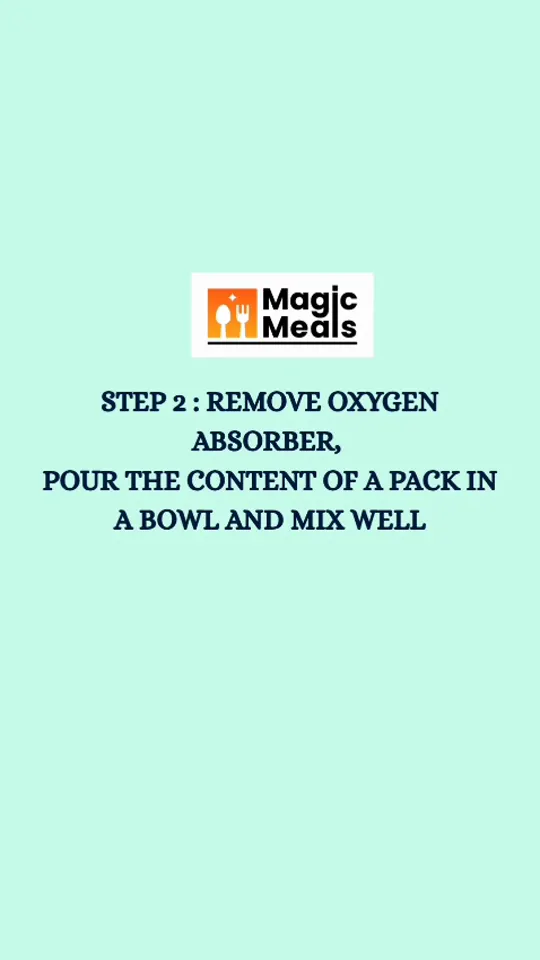 Magic
Meals
STEP 2 : REMOVE OXYGEN
ABSORBER,
POUR THE CONTENT OF A PACK IN
A BOWL AND MIX WELL